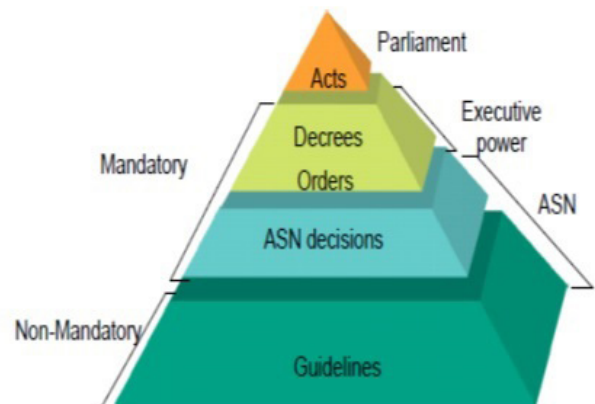 Parliament
Acts
Executive
power
Decrees
Mandatory
Orders
ASN
ASN decisions
Non-Mandatory
Guidelines